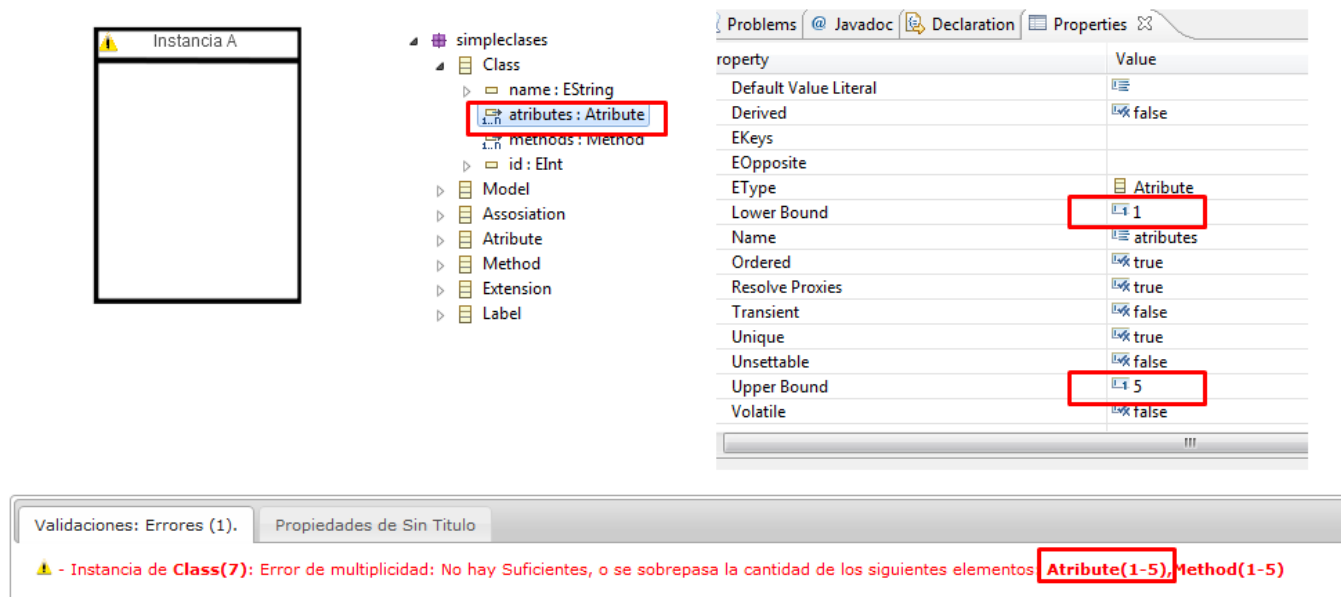 Instancia A
simpleclases
Class
name : EString
1..n atributes : Atribute
1..n methods : Method
id : EInt
Model
Assosiation
Atribute
Method
Extension
Label
Problems @ Javadoc Declaration Properties
roperty Value
Default Value Literal
Derived false
EKeys
EOpposite
EType Atribute
Lower Bound 1
Name atributes
Ordered true
Resolve Proxies true
Transient false
Unique true
Unsettable false
Upper Bound 5
Volatile false
Validaciones: Errores (1). Propiedades de Sin Titulo
- Instancia de Class(7): Error de multiplicidad: No hay Suficientes, o se sobrepasa la cantidad de los siguientes elementos: Atribute(1-5),Method(1-5)